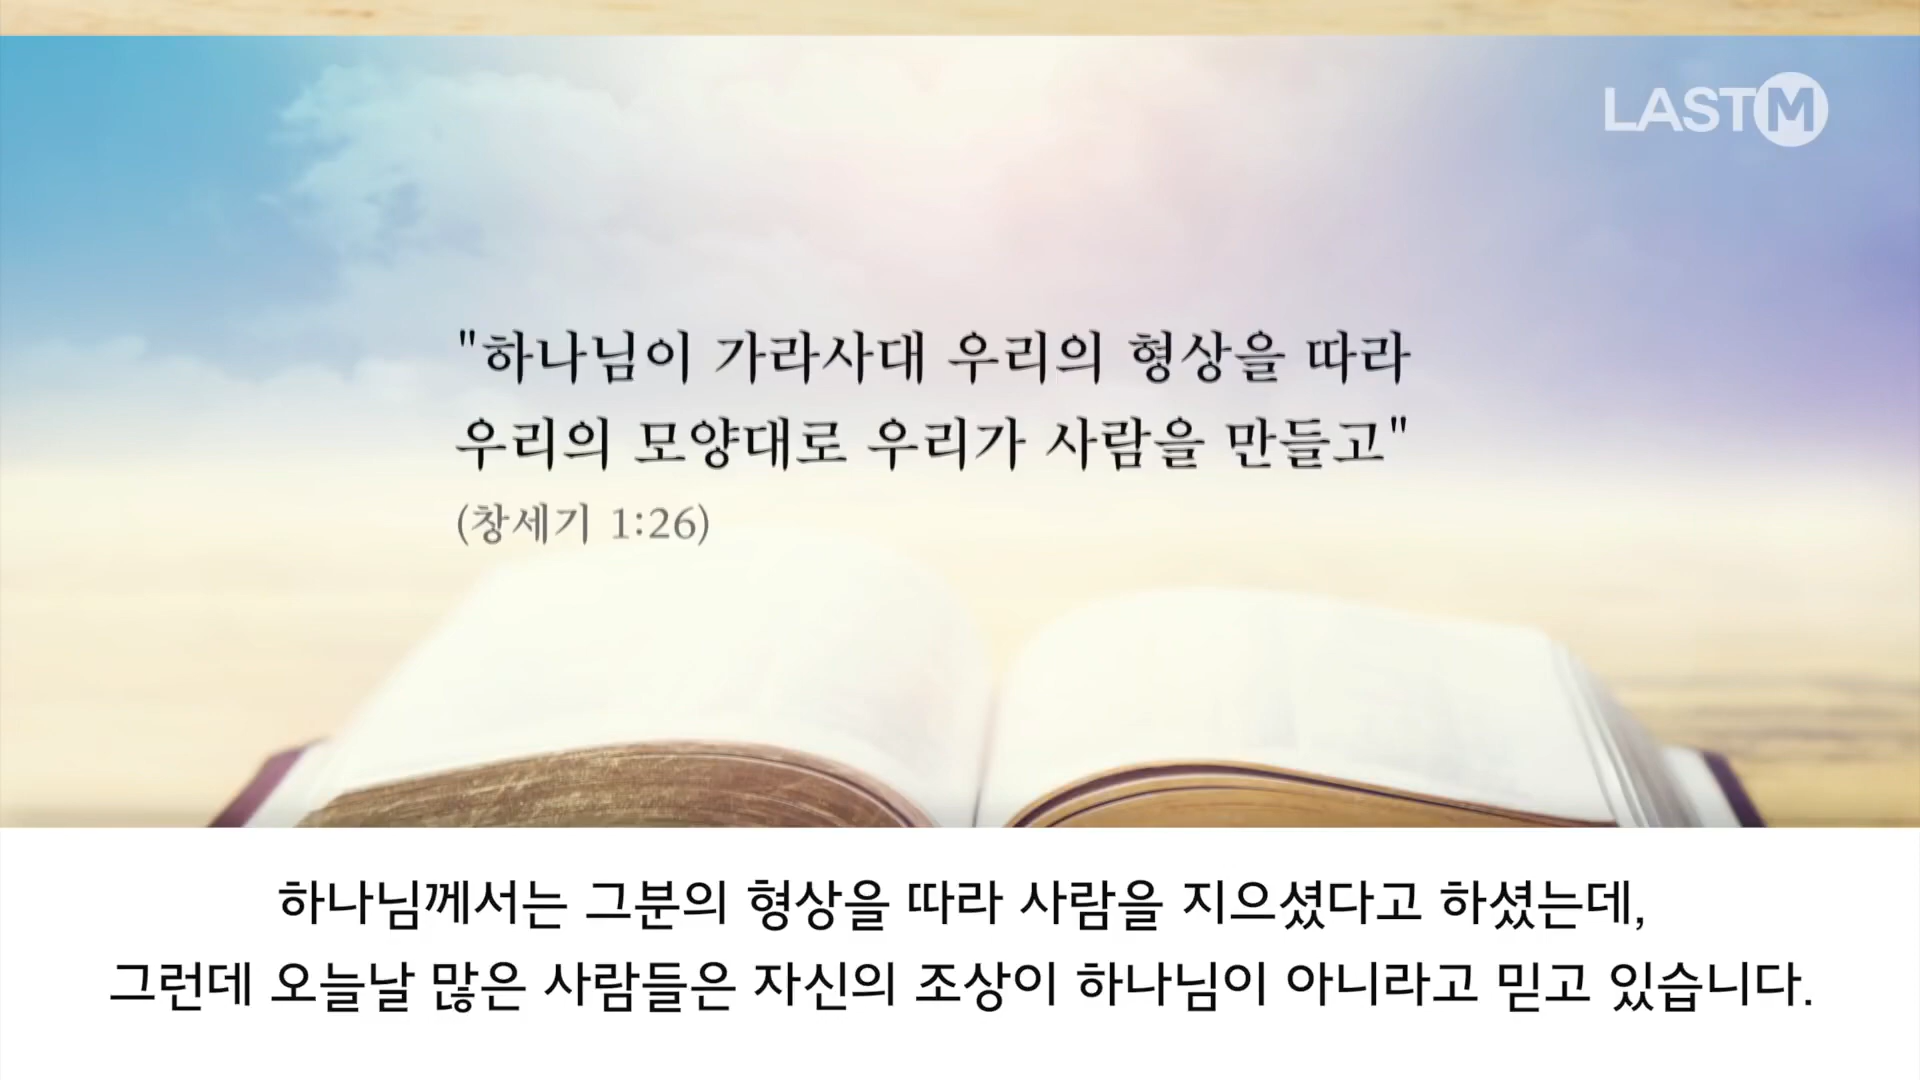 LAST M
"하나님이 가라사대 우리의 형상을 따라
우리의 모양대로 우리가 사람을 만들고"
(창세기 1:26)
하나님께서는 그분의 형상을 따라 사람을 지으셨다고 하셨는데,
그런데 오늘날 많은 사람들은 자신의 조상이 하나님이 아니라고 믿고 있습니다.